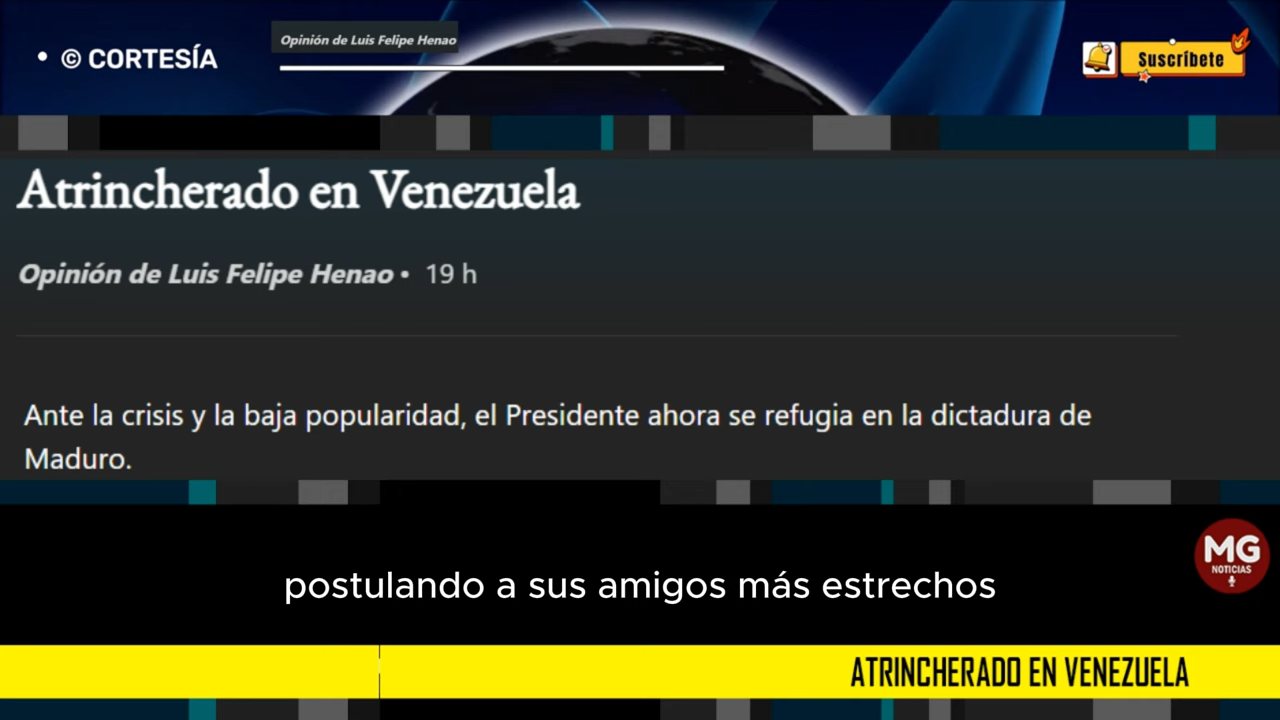 • © CORTESÍA
Opinión de Luis Felipe Henao
Suscríbete
Atrincherado en Venezuela
Opinión de Luis Felipe Henao • 19 h
Ante la crisis y la baja popularidad, el Presidente ahora se refugia en la dictadura de
Maduro.
MG
NOTICIAS
postulando a sus amigos más estrechos
ATRINCHERADO EN VENEZUELA